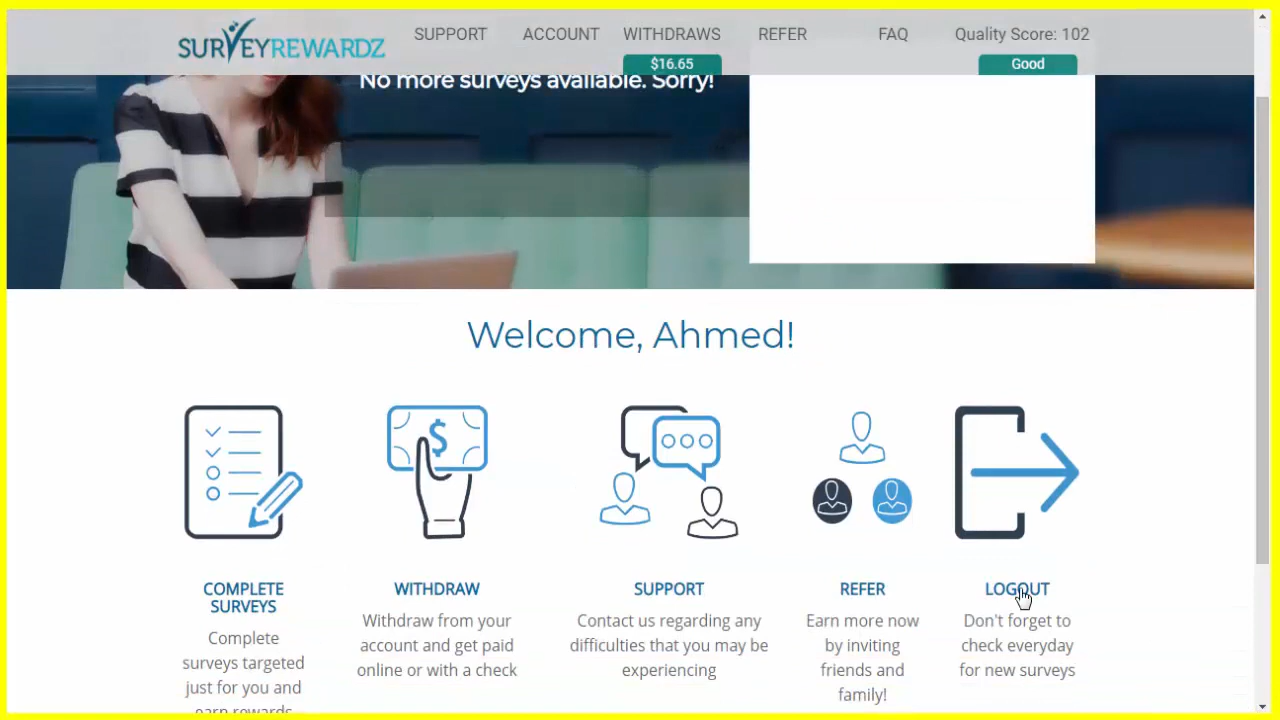 SURVEYREWARDZ
SUPPORT
ACCOUNT
WITHDRAWS
REFER
FAQ
Quality Score: 102
$16.65
Good
No more surveys available. Sorry!
Welcome, Ahmed!
COMPLETE
SURVEYS
Complete
surveys targeted
just for you and
earn rewards
WITHDRAW
Withdraw from your
account and get paid
online or with a check
SUPPORT
Contact us regarding any
difficulties that you may be
experiencing
REFER
Earn more now
by inviting
friends and
family!
LOGOUT
Don't forget to
check everyday
for new surveys